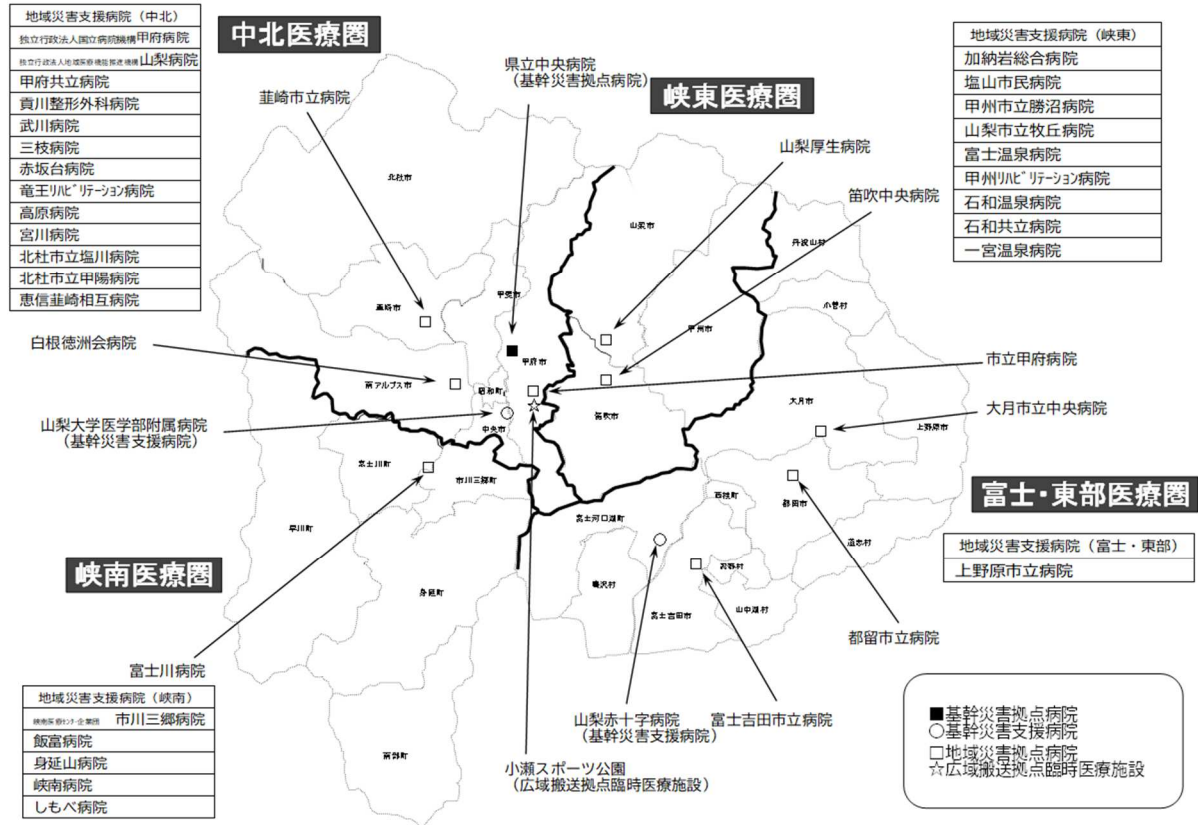 地域災害支援病院（中北）
独立行政法人国立病院機構甲府病院
独立行政法人地域医療機能推進機構山梨病院
甲府共立病院
貢川整形外科病院
武川病院
三枝病院
赤坂台病院
竜王ﾘﾊﾋﾞﾘﾃｰｼｮﾝ病院
高原病院
宮川病院
北杜市立塩川病院
北杜市立甲陽病院
恵信韮崎相互病院
中北医療圏
県立中央病院
（基幹災害拠点病院）
韮崎市立病院
峡東医療圏
山梨厚生病院
笛吹中央病院
地域災害支援病院（峡東）
加納岩総合病院
塩山市民病院
甲州市立勝沼病院
山梨市立牧丘病院
富士温泉病院
甲州ﾘﾊﾋﾞﾘﾃｰｼｮﾝ病院
石和温泉病院
石和共立病院
一宮温泉病院
北杜市
山梨市
丹波山村
小菅村
甲斐市
韮崎市
甲府市
甲州市
白根徳洲会病院
市立甲府病院
南アルプス市
昭和町
大月市
大月市立中央病院
山梨大学医学部附属病院
（基幹災害支援病院）
中央市
笛吹市
上野原市
富士川町
市川三郷町
西桂町
都留市
富士・東部医療圏
早川町
富士河口湖町
道志村
地域災害支援病院（富士・東部）
上野原市立病院
峡南医療圏
鳴沢村
忍野村
身延町
富士吉田市
山中湖村
都留市立病院
富士川病院
地域災害支援病院（峡南）
峡南医療ｾﾝﾀｰ企業団 市川三郷病院
飯富病院
身延山病院
峡南病院
しもべ病院
南部町
山梨赤十字病院
（基幹災害支援病院）
富士吉田市立病院
小瀬スポーツ公園
（広域搬送拠点臨時医療施設）
■基幹災害拠点病院
○基幹災害支援病院
□地域災害拠点病院
☆広域搬送拠点臨時医療施設